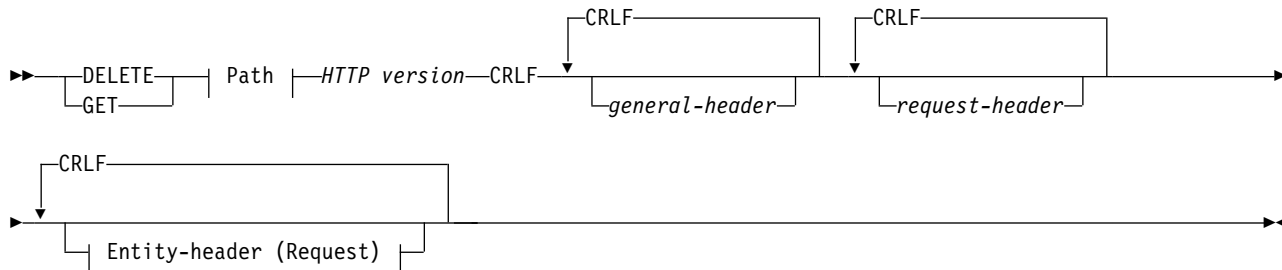 CRLF CRLF
DELETE Path HTTP version CRLF
GET general-header request-header
CRLF
Entity-header (Request)